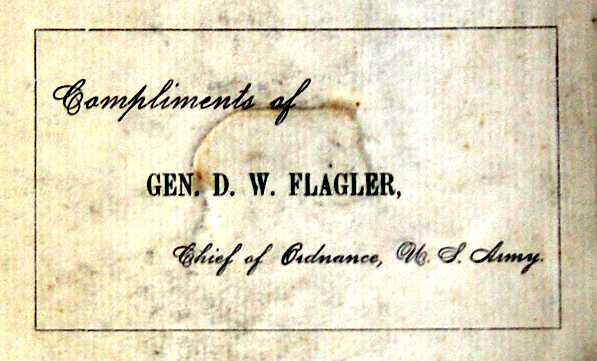 Compliments of
GEN. D. W. FLAGLER,
Chief of Ordnance, U. S. Army.